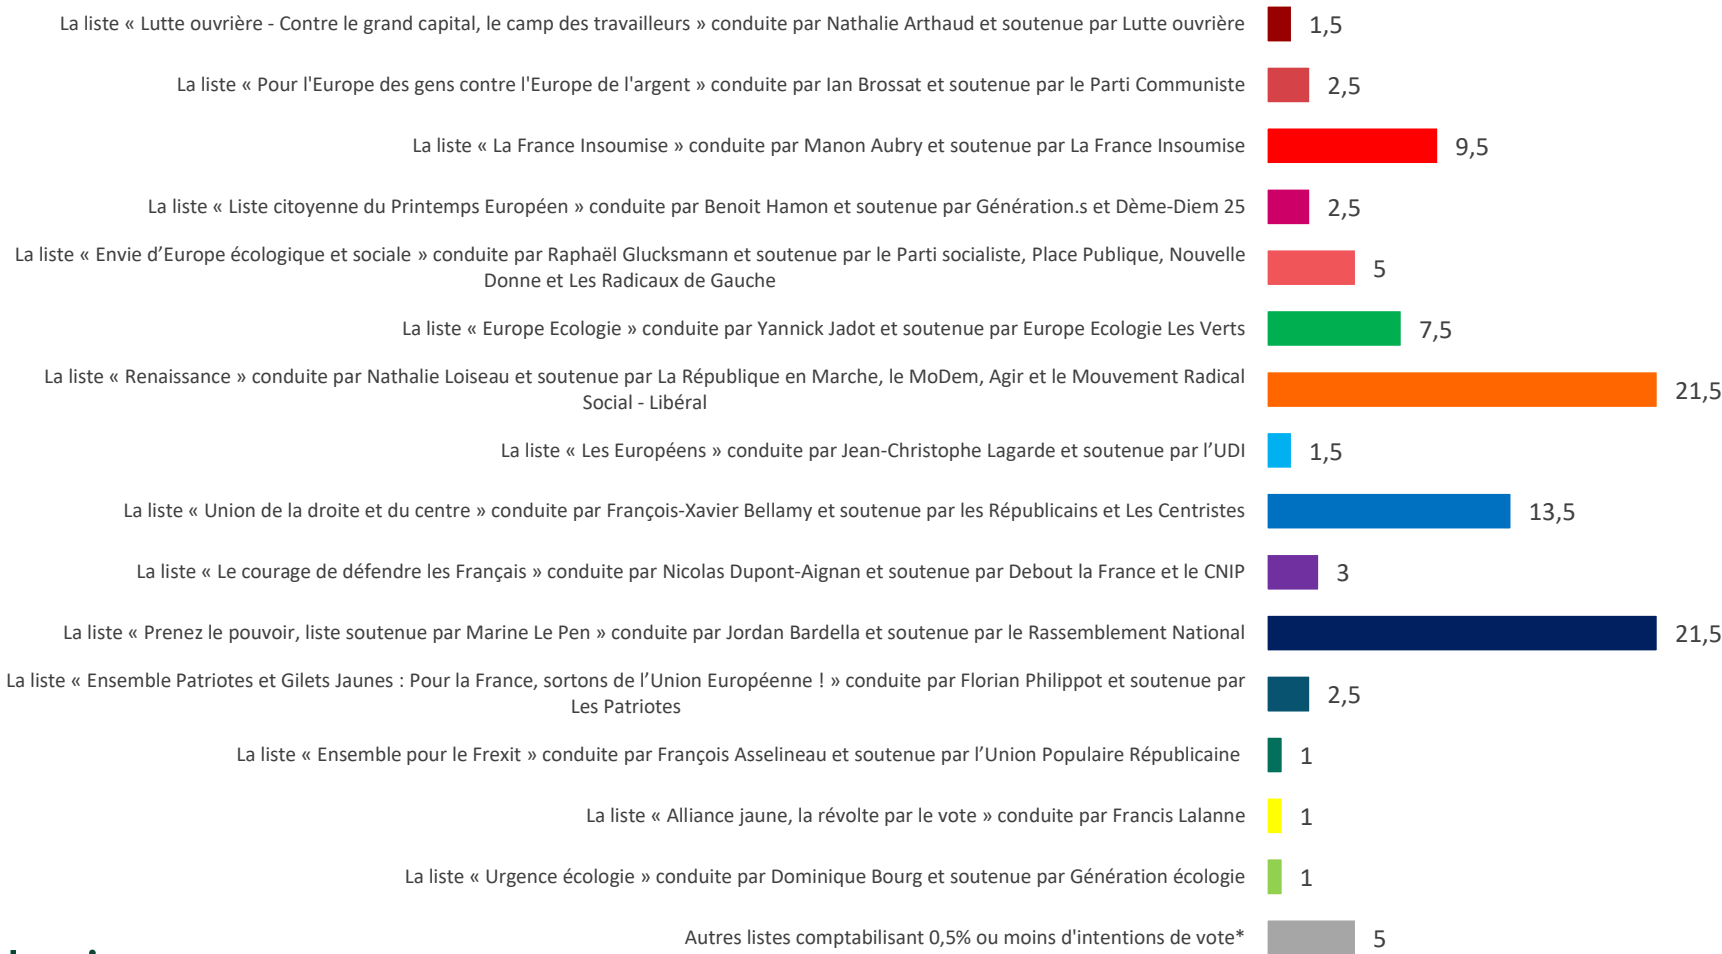 La liste « Lutte ouvrière - Contre le grand capital, le camp des travailleurs » conduite par Nathalie Arthaud et soutenue par Lutte ouvrière 1,5
La liste « Pour l'Europe des gens contre l'Europe de l'argent » conduite par Ian Brossat et soutenue par le Parti Communiste 2,5
La liste « La France Insoumise » conduite par Manon Aubry et soutenue par La France Insoumise 9,5
La liste « Liste citoyenne du Printemps Européen » conduite par Benoit Hamon et soutenue par Génération.s et Dème-Diem 25 2,5
La liste « Envie d’Europe écologique et sociale » conduite par Raphaël Glucksmann et soutenue par le Parti socialiste, Place Publique, Nouvelle
Donne et Les Radicaux de Gauche 5
La liste « Europe Ecologie » conduite par Yannick Jadot et soutenue par Europe Ecologie Les Verts 7,5
La liste « Renaissance » conduite par Nathalie Loiseau et soutenue par La République en Marche, le MoDem, Agir et le Mouvement Radical
Social - Libéral 21,5
La liste « Les Européens » conduite par Jean-Christophe Lagarde et soutenue par l’UDI 1,5
La liste « Union de la droite et du centre » conduite par François-Xavier Bellamy et soutenue par les Républicains et Les Centristes 13,5
La liste « Le courage de défendre les Français » conduite par Nicolas Dupont-Aignan et soutenue par Debout la France et le CNIP 3
La liste « Prenez le pouvoir, liste soutenue par Marine Le Pen » conduite par Jordan Bardella et soutenue par le Rassemblement National 21,5
La liste « Ensemble Patriotes et Gilets Jaunes : Pour la France, sortons de l’Union Européenne ! » conduite par Florian Philippot et soutenue par
Les Patriotes 2,5
La liste « Ensemble pour le Frexit » conduite par François Asselineau et soutenue par l’Union Populaire Républicaine 1
La liste « Alliance jaune, la révolte par le vote » conduite par Francis Lalanne 1
La liste « Urgence écologie » conduite par Dominique Bourg et soutenue par Génération écologie 1
Autres listes comptabilisant 0,5% ou moins d'intentions de vote* 5